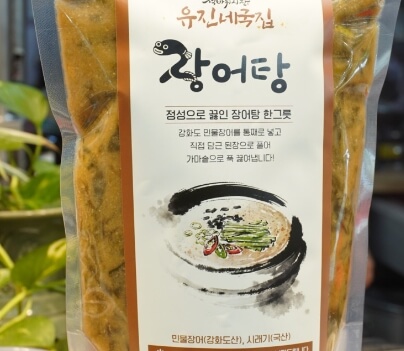 유진네국집
장어탕
정성으로 끓인 장어탕 한그릇
강화도 민물장어를 통째로 넣고
직접 담근 된장으로 풀어
가마솥으로 푹 끓여냅니다!
민물장어(강화도산), 시래기(국산)